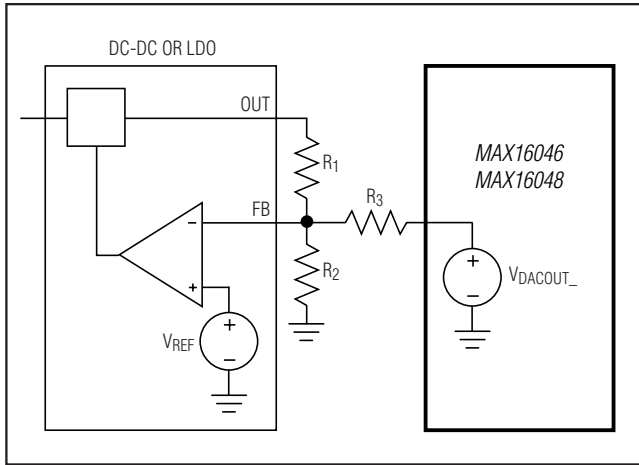 DC-DC OR LDO
OUT
R1
MAX16046
MAX16048
R3
FB
−
+
R2
+
−
VDACOUT_
VREF
+
−